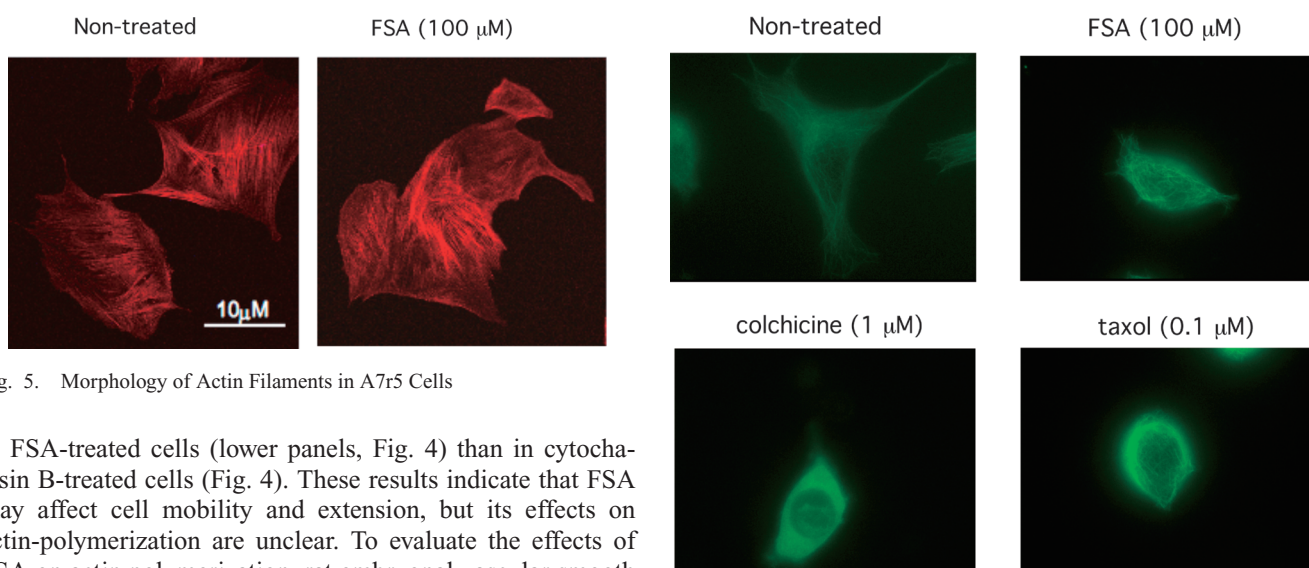 Non-treated
FSA (100 μM)
10μM
Fig. 5. Morphology of Actin Filaments in A7r5 Cells
FSA-treated cells (lower panels, Fig. 4) than in cytocha-
sin B-treated cells (Fig. 4). These results indicate that FSA
may affect cell mobility and extension, but its effects on
actin-polymerization are unclear. To evaluate the effects of
Non-treated
FSA (100 μM)
colchicine (1 μM)
taxol (0.1 μM)